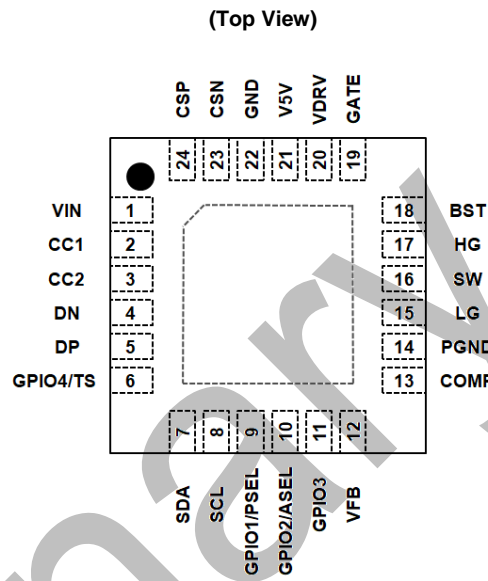 (Top View)
CSP CSN GND V5V VDRV GATE
24 23 22 21 20 19
VIN 1 18 BST
CC1 2 17 HG
CC2 3 16 SW
DN 4 15 LG
DP 5 14 PGND
GPIO4/TS 6 13 COMP
7 8 9 10 11 12
SDA SCL GPIO1/PSEL GPIO2/ASEL GPIO3 VFB